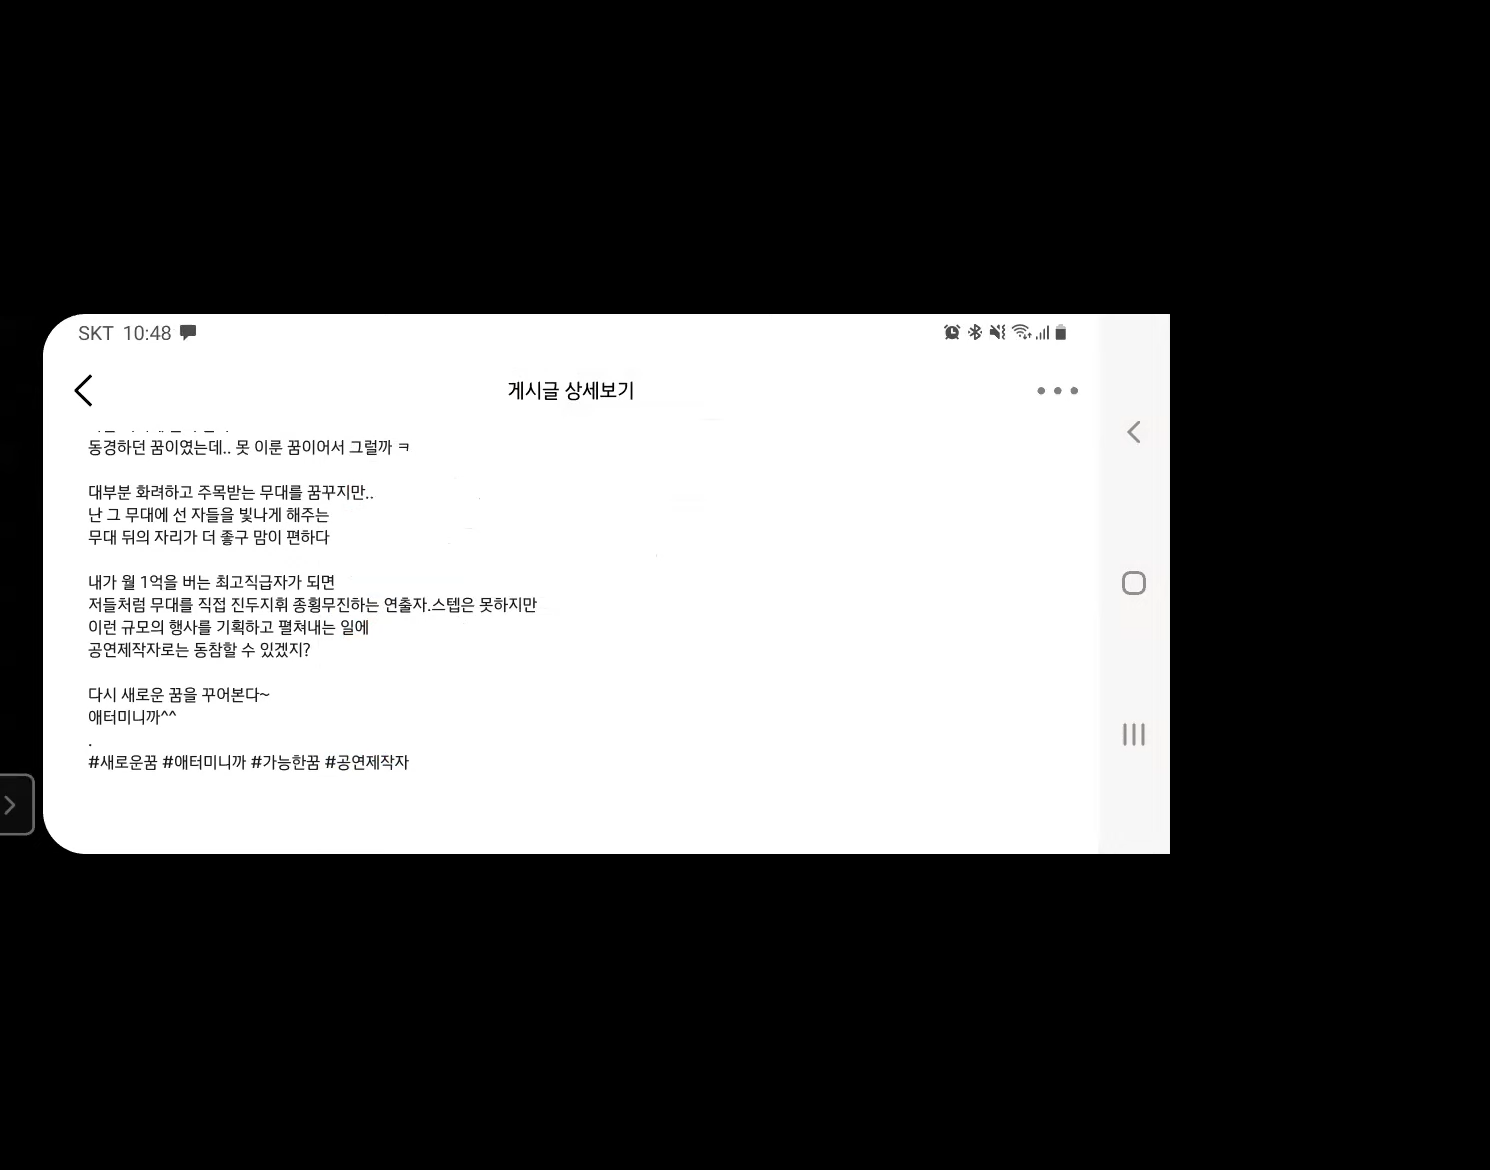 SKT 10:48
게시글 상세보기
동경하던 꿈이였는데.. 못 이룬 꿈이어서 그럴까 ㅋ
대부분 화려하고 주목받는 무대를 꿈꾸지만..
난 그 무대에 선 자들을 빛나게 해주는
무대 뒤의 자리가 더 좋구 맘이 편하다
내가 월 1억을 버는 최고직급자가 되면
저들처럼 무대를 직접 진두지휘 종횡무진하는 연출자.스텝은 못하지만
이런 규모의 행사를 기획하고 펼쳐내는 일에
공연제작자로는 동참할 수 있겠지?
다시 새로운 꿈을 꾸어본다~
애터미니까^^
.
#새로운꿈 #애터미니까 #가능한꿈 #공연제작자